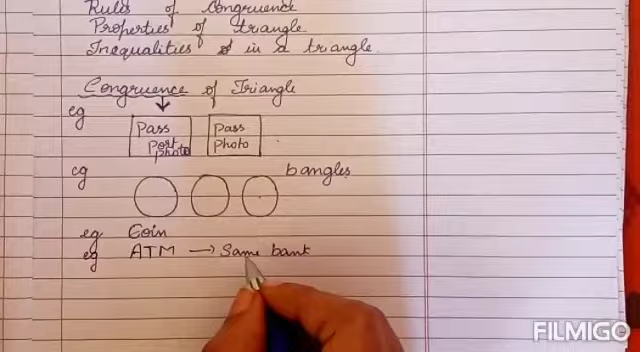 Rules of Congruence
Properties of triangle
Inequalities of in a triangle
Congruence of Triangle
eg
Pass
Port
Photo
Pass
Photo
eg
bangles
eg Coin
eg ATM → Same bank
FILMIGO